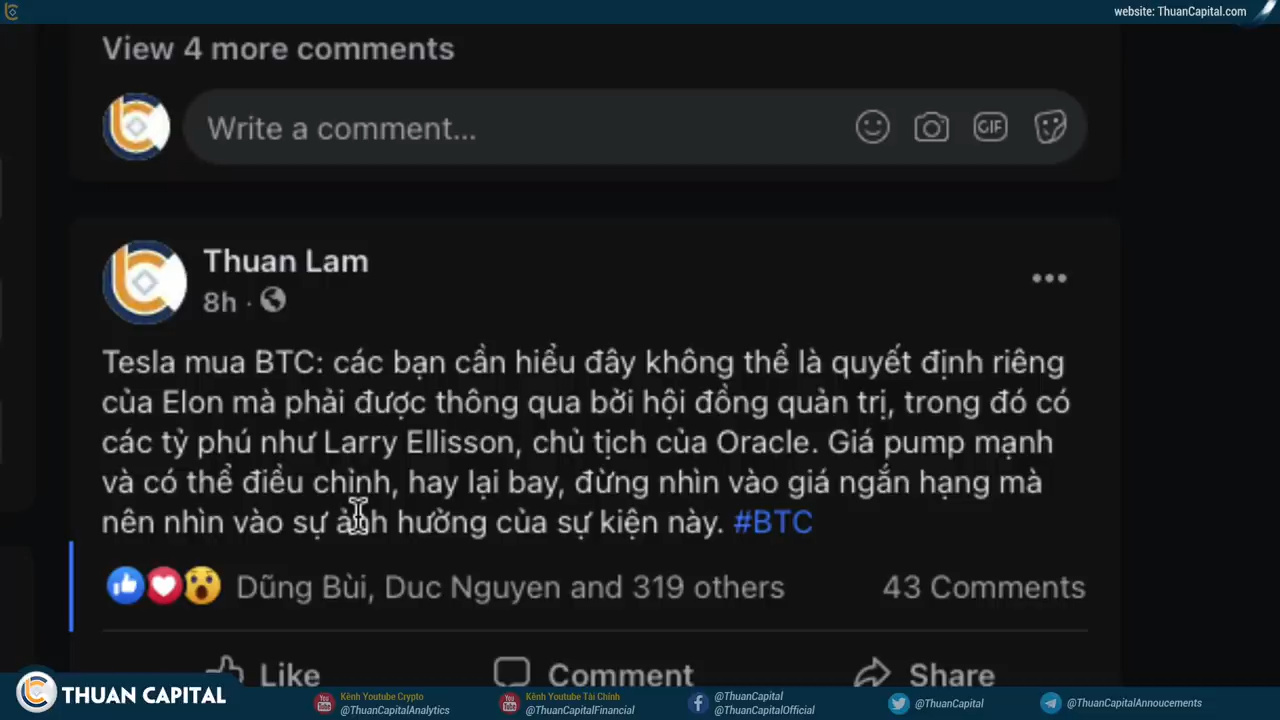 website: ThuanCapital.com
View 4 more comments
Write a comment...
GIF
Thuan Lam
8h ·
Tesla mua BTC: các bạn cần hiểu đây không thể là quyết định riêng
của Elon mà phải được thông qua bởi hội đồng quản trị, trong đó có
các tỷ phú như Larry Ellisson, chủ tịch của Oracle. Giá pump mạnh
và có thể điều chỉnh, hay lại bay, đừng nhìn vào giá ngắn hạng mà
nên nhìn vào sự ảnh hưởng của sự kiện này. #BTC
Dũng Bùi, Duc Nguyen and 319 others 43 Comments
Like Comment Share
THUAN CAPITAL
Kênh Youtube Crypto
@ThuanCapitalAnalytics
Kênh Youtube Tài Chính
@ThuanCapitalFinancial
@ThuanCapital
@ThuanCapitalOfficial
@ThuanCapital
@ThuanCapitalAnnoucements